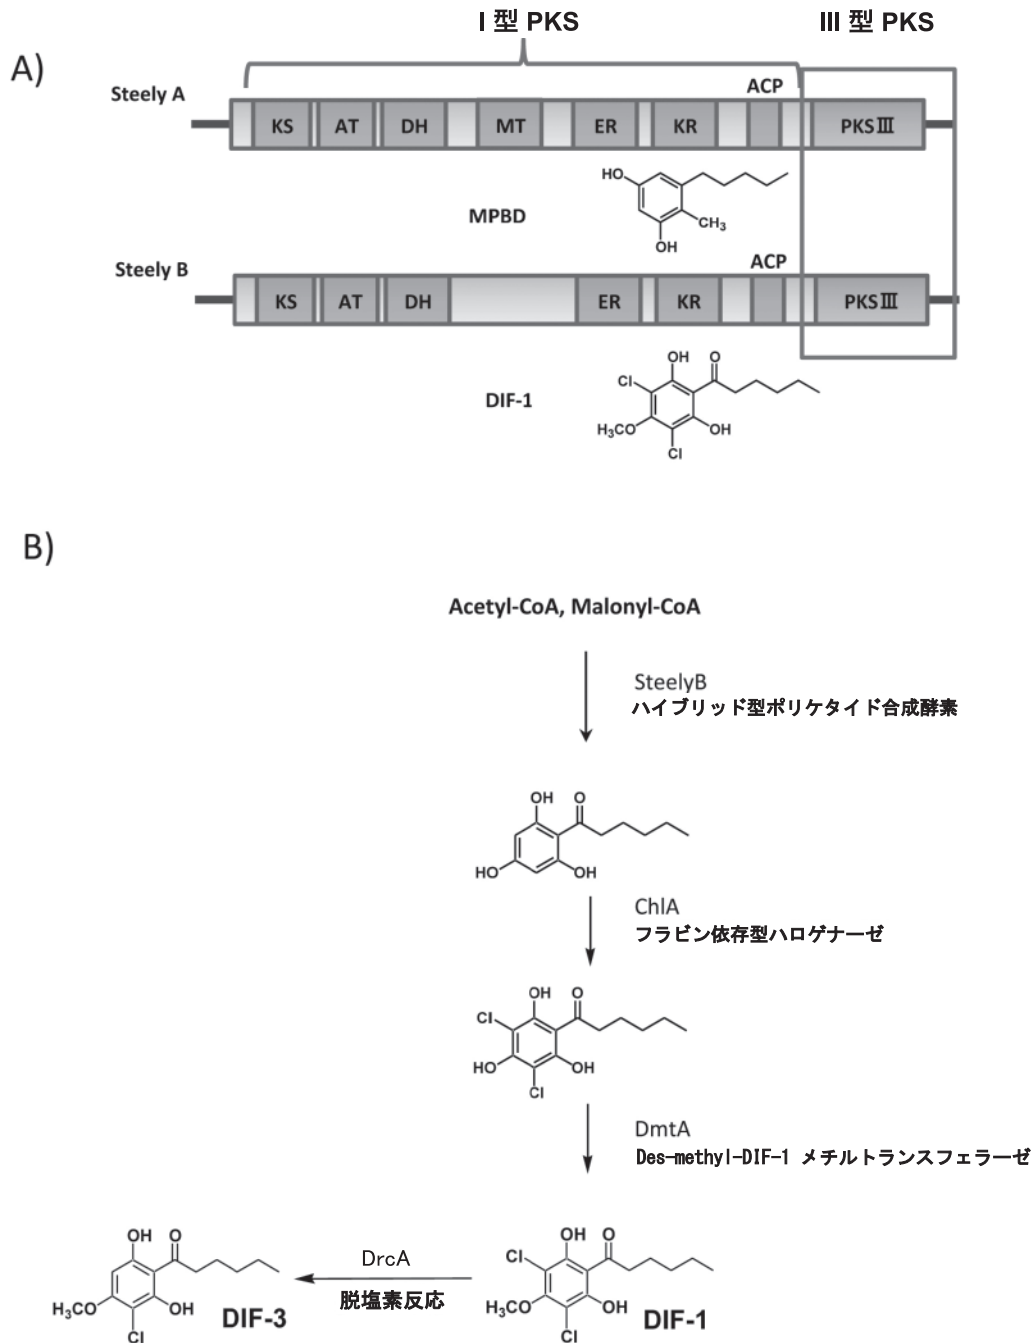 I 型 PKS
III 型 PKS
A)
Steely A
ACP
KS
AT
DH
MT
ER
KR
PKSⅢ
HO
CH3
OH
MPBD
Steely B
ACP
KS
AT
DH
ER
KR
PKSⅢ
OH
O
Cl
H3CO
OH
Cl
DIF-1
B)
Acetyl-CoA, Malonyl-CoA
SteelyB
ハイブリッド型ポリケタイド合成酵素
OH
O
HO
OH
ChlA
フラビン依存型ハロゲナーゼ
OH
O
Cl
HO
OH
Cl
DmtA
Des-methyl-DIF-1 メチルトランスフェラーゼ
OH
O
H3CO
OH
Cl
DIF-3
DrcA
脱塩素反応
OH
O
Cl
H3CO
OH
Cl
DIF-1